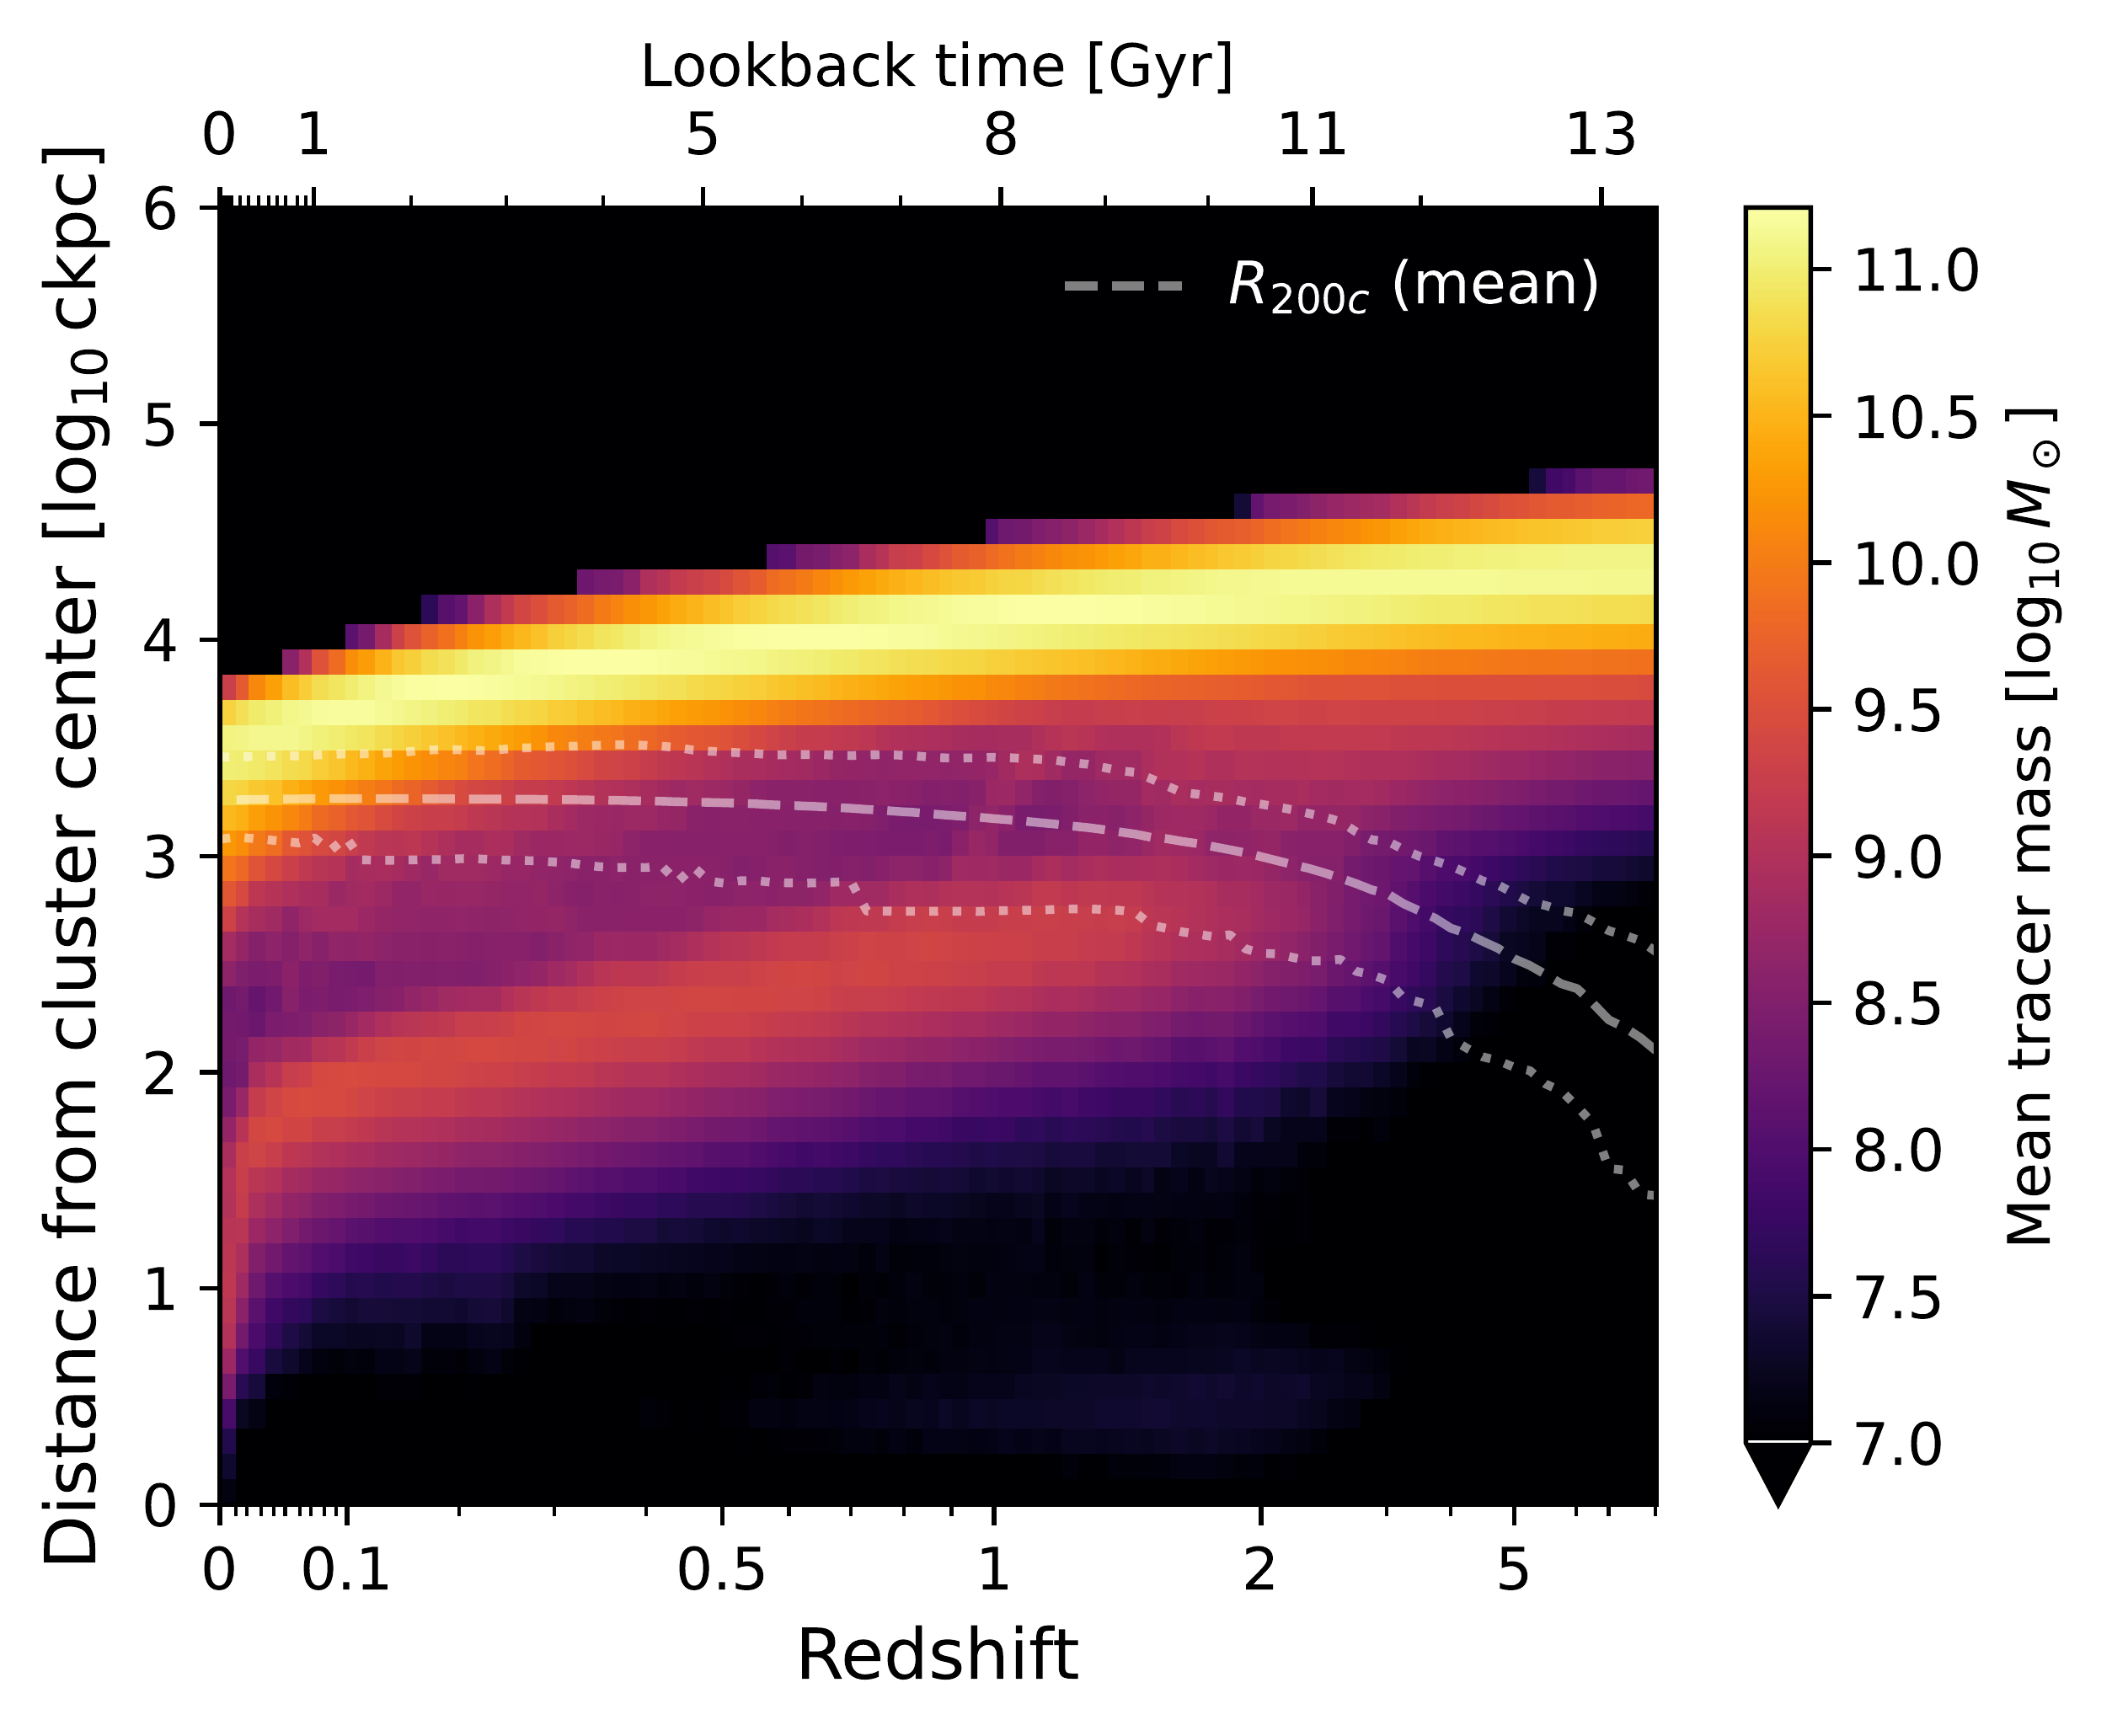 Lookback time [Gyr]
0 1 5 8 11 13
Distance from cluster center [log₁₀ ckpc]
6
5
4
3
2
1
0
R₂₀₀c (mean)
0 0.1 0.5 1 2 5
Redshift
11.0
10.5
10.0
9.5
9.0
8.5
8.0
7.5
7.0
Mean tracer mass [log₁₀ M☉]